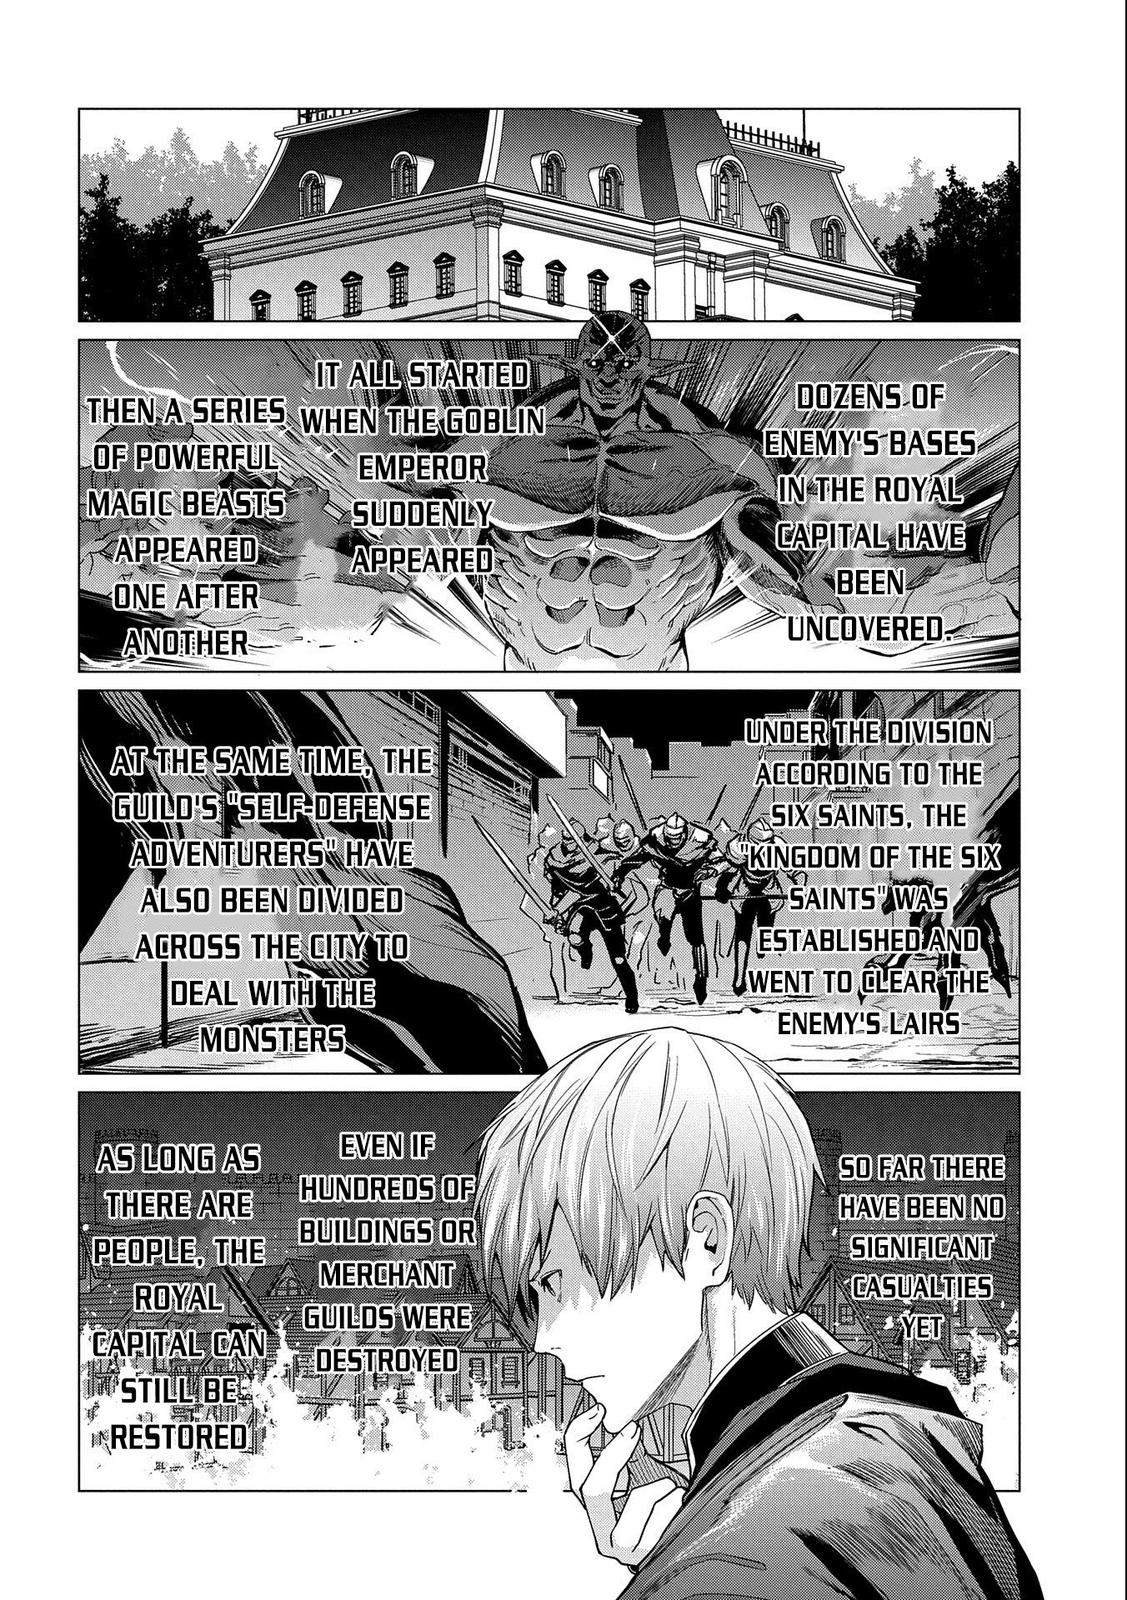 DOZENS OF
ENEMY'S BASES
IN THE ROYAL
CAPITAL HAVE
BEEN
UNCOVERED.
IT ALL STARTED
WHEN THE GOBLIN
EMPEROR
SUDDENLY
APPEARED
THEN A SERIES
OF POWERFUL
MAGIC BEASTS
APPEARED
ONE AFTER
ANOTHER
UNDER THE DIVISION
ACCORDING TO THE
SIX SAINTS, THE
"KINGDOM OF THE SIX
SAINTS" WAS
ESTABLISHED AND
WENT TO CLEAR THE
ENEMY'S LAIRS
AT THE SAME TIME, THE
GUILD'S "SELF-DEFENSE
ADVENTURERS" HAVE
ALSO BEEN DIVIDED
ACROSS THE CITY TO
DEAL WITH THE
MONSTERS
SO FAR THERE
HAVE BEEN NO
SIGNIFICANT
CASUALTIES
YET
EVEN IF
HUNDREDS OF
BUILDINGS OR
MERCHANT
GUILDS WERE
DESTROYED
AS LONG AS
THERE ARE
PEOPLE, THE
ROYAL
CAPITAL CAN
STILL BE
RESTORED